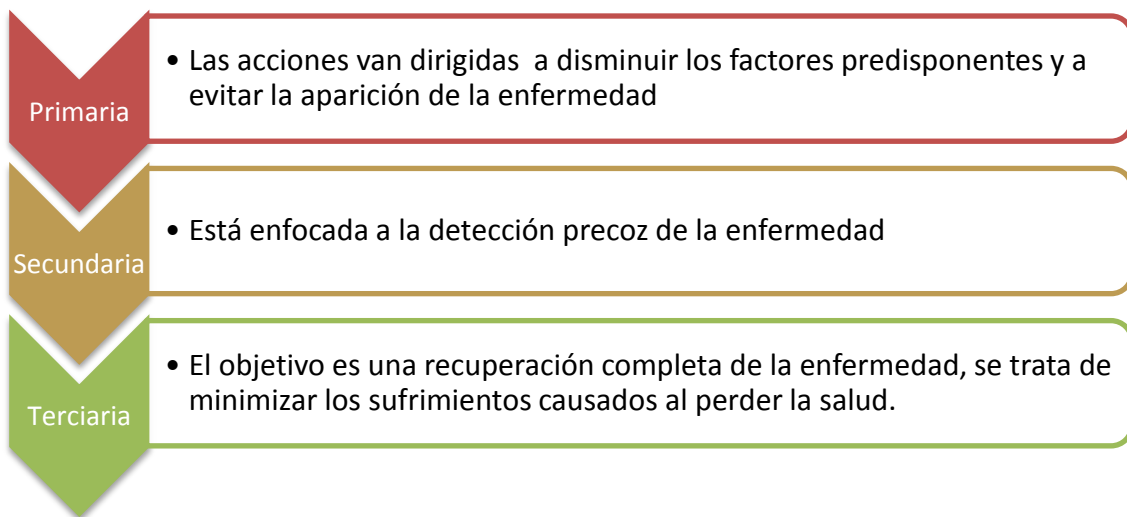 Primaria
• Las acciones van dirigidas a disminuir los factores predisponentes y a
evitar la aparición de la enfermedad
Secundaria
• Está enfocada a la detección precoz de la enfermedad
Terciaria
• El objetivo es una recuperación completa de la enfermedad, se trata de
minimizar los sufrimientos causados al perder la salud.